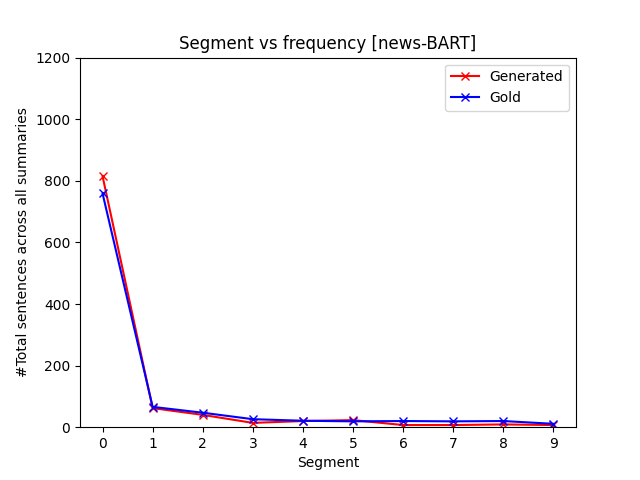 Segment vs frequency [news-BART]
Generated
Gold
#Total sentences across all summaries
1200
1000
800
600
400
200
0
0 1 2 3 4 5 6 7 8 9
Segment